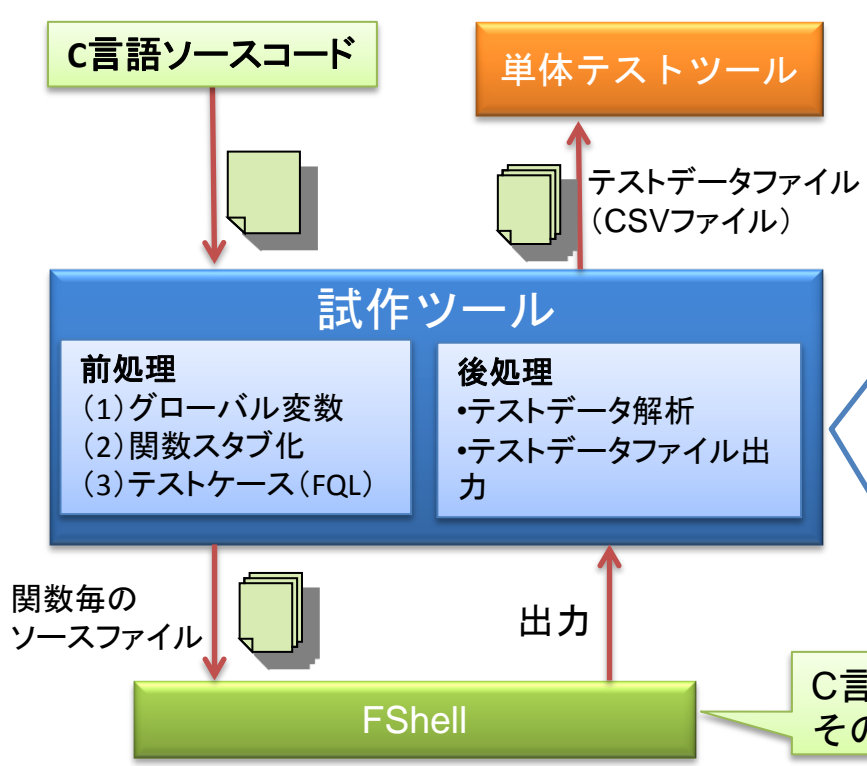 C言語ソースコード
単体テストツール
テストデータファイル
(CSVファイル)
試作ツール
前処理
(1)グローバル変数
(2)関数スタブ化
(3)テストケース(FQL)
後処理
•テストデータ解析
•テストデータファイル出
力
関数毎の
ソースファイル
出力
FShell
C言
その